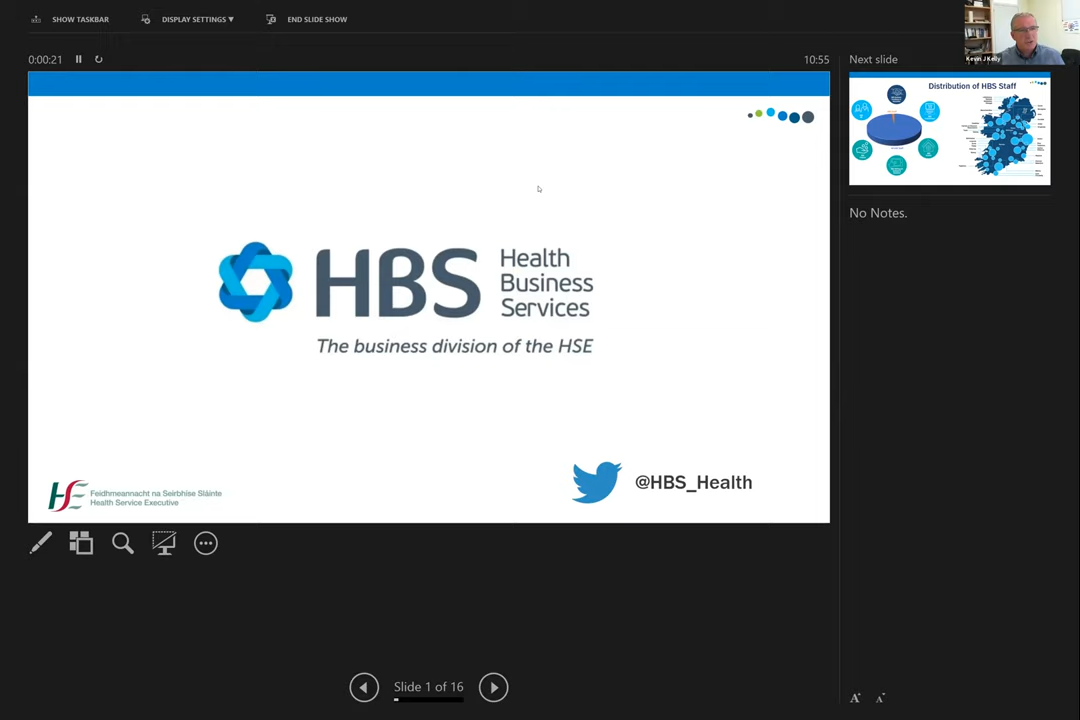 SHOW TASKBAR
DISPLAY SETTINGS ▼
END SLIDE SHOW
Kevin J Kelly
0:00:21
10:55
Next slide
Distribution of HBS Staff
No Notes.
HBS
Health
Business
Services
The business division of the HSE
Feidhmeannacht na Seirbhíse Sláinte
Health Service Executive
@HBS_Health
Slide 1 of 16
A
A